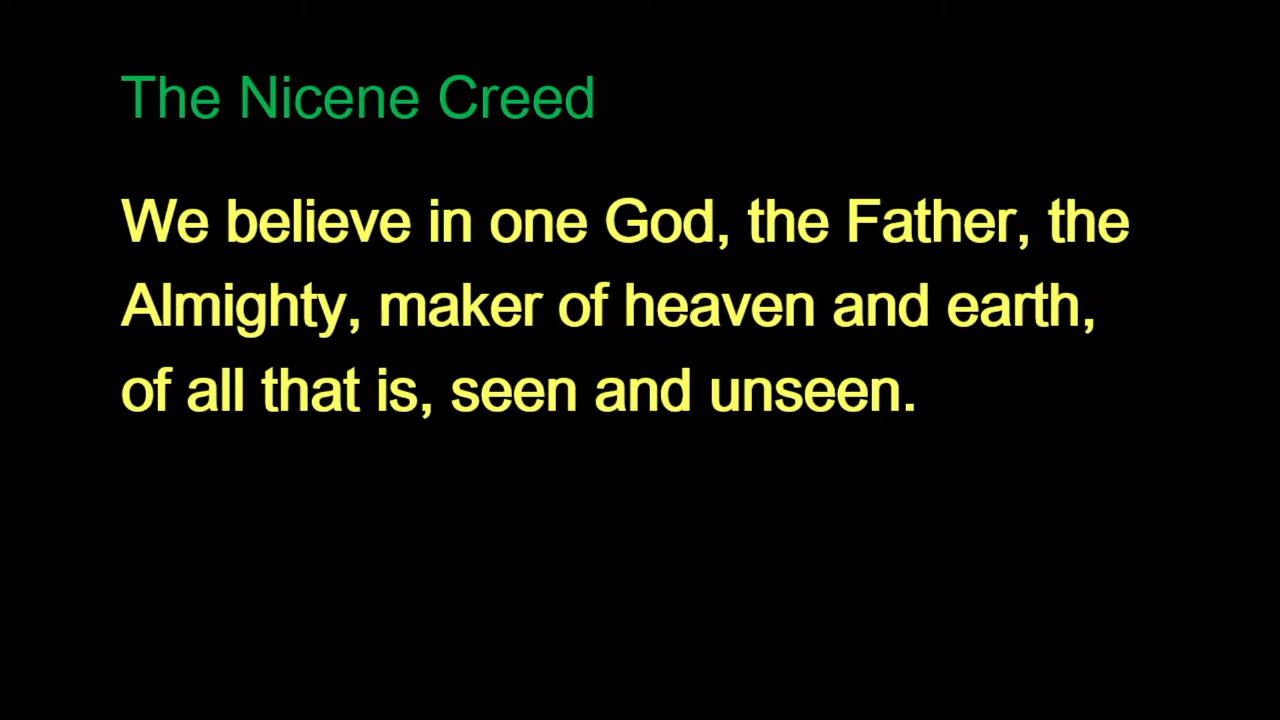 The Nicene Creed
We believe in one God, the Father, the
Almighty, maker of heaven and earth,
of all that is, seen and unseen.